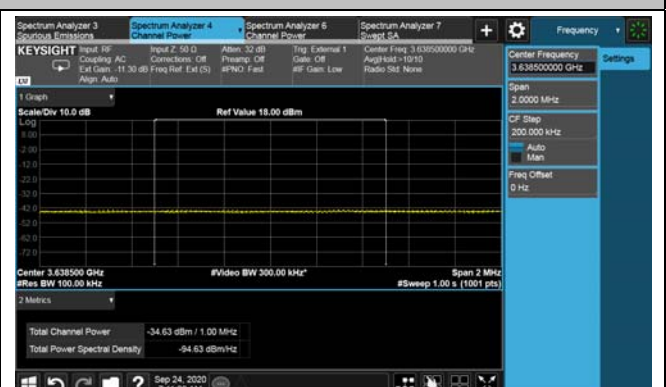 Spectrum Analyzer 3
Spurious Emissions
Spectrum Analyzer 4
Channel Power
Spectrum Analyzer 6
Channel Power
Spectrum Analyzer 7
Swept SA
+
Frequency
KEYSIGHT
LXI
Input: RF
Coupling: AC
Ext Gain: -11.30 dB
Align: Auto
Input Z: 50 Ω
Corrections: Off
Freq Ref: Ext (S)
Atten: 32 dB
Preamp: Off
#PNO: Fast
Trig: External 1
Gate: Off
#IF Gain: Low
Center Freq: 3.638500000 GHz
Avg|Hold:>10/10
Radio Std: None
Center Frequency
3.638500000 GHz
Settings
Span
2.0000 MHz
CF Step
200.000 kHz
Auto
Man
Freq Offset
0 Hz
1 Graph
Scale/Div 10.0 dB
Ref Value 18.00 dBm
Log
8.00
-2.00
-12.0
-22.0
-32.0
-42.0
-52.0
-62.0
-72.0
Center 3.638500 GHz
#Video BW 300.00 kHz*
Span 2 MHz
#Res BW 100.00 kHz
#Sweep 1.00 s (1001 pts)
2 Metrics
Total Channel Power -34.63 dBm / 1.00 MHz
Total Power Spectral Density -94.63 dBm/Hz
?
Sep 24, 2020